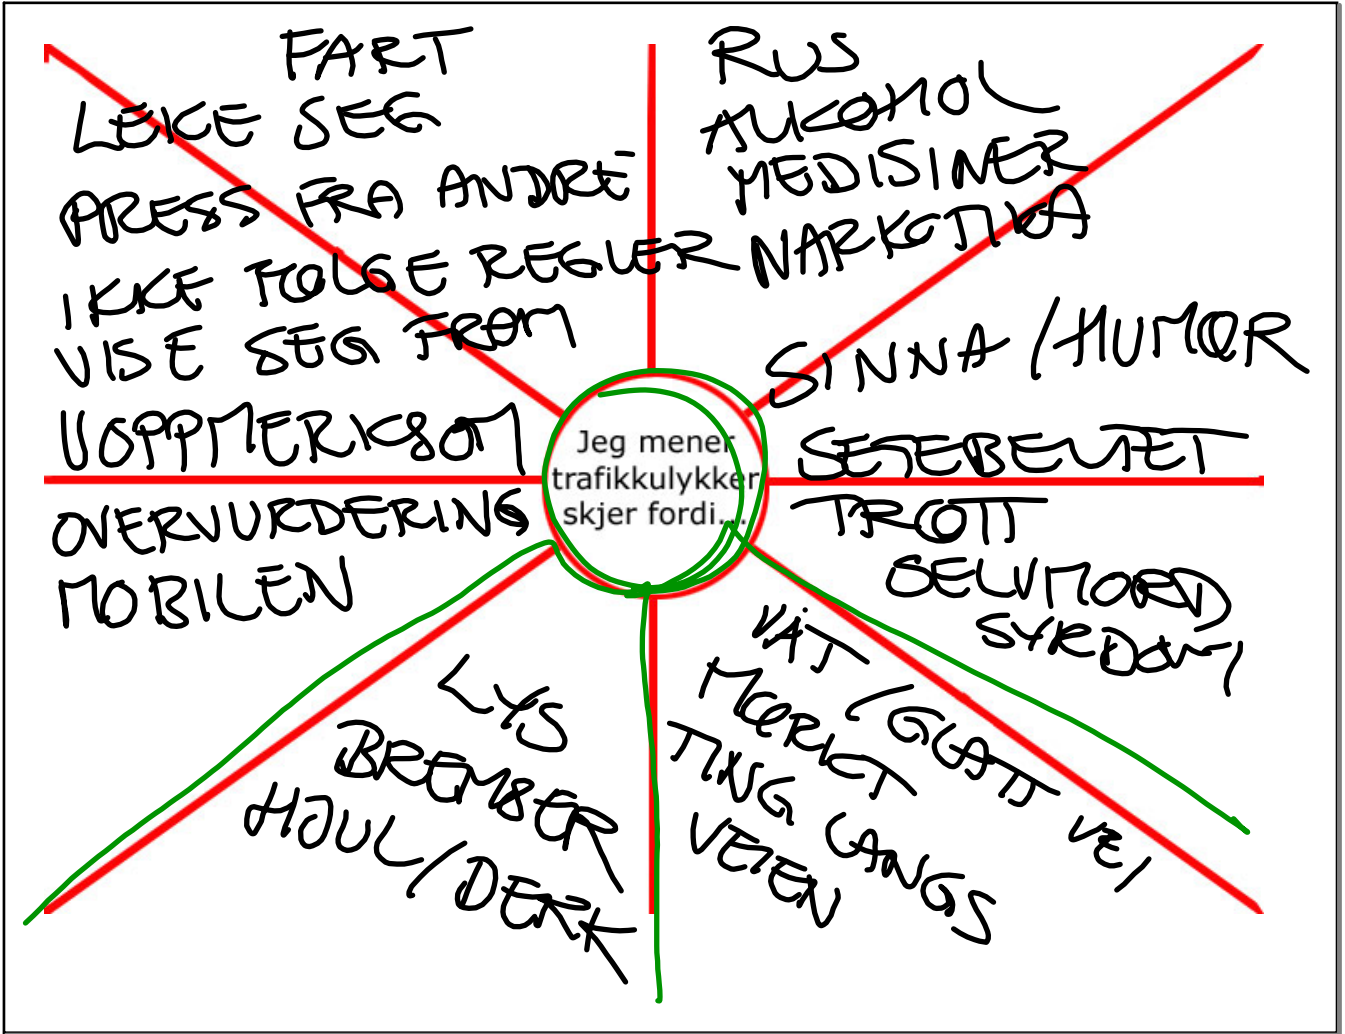 FART
LEKE SEG
PRESS FRA ANDRE
IKKE FØLGE REGLER
VISE SEG FREM
UOPPMERKSOM
OVERVURDERING
MOBILEN
RUS
ALKOHOL
MEDISINER
NARKOTIKA
SINNA / HUMØR
SETEBELTET
TRØTT
SELVMORD
SYKDOM
Jeg mener
trafikkulykker
skjer fordi...
LYS
BREMSER
HJUL / DEKK
VÅT / GLATT VEI
MØRKT
TING LANGS
VEIEN